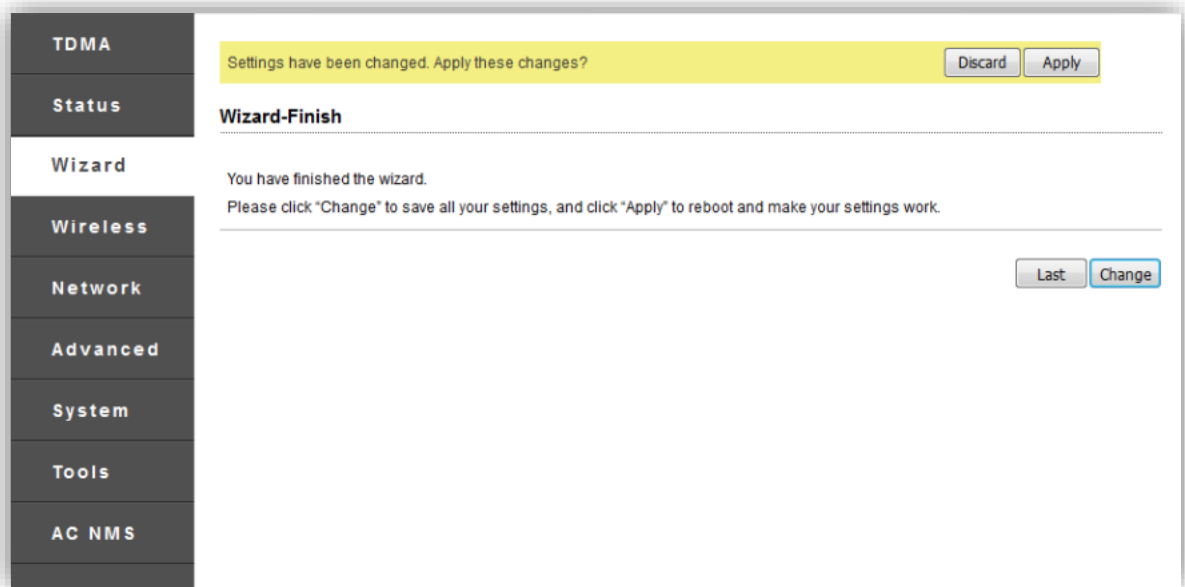 TDMA
Status
Wizard
Wireless
Network
Advanced
System
Tools
AC NMS
Settings have been changed. Apply these changes?
Discard
Apply
Wizard-Finish
You have finished the wizard.
Please click “Change” to save all your settings, and click “Apply” to reboot and make your settings work.
Last
Change